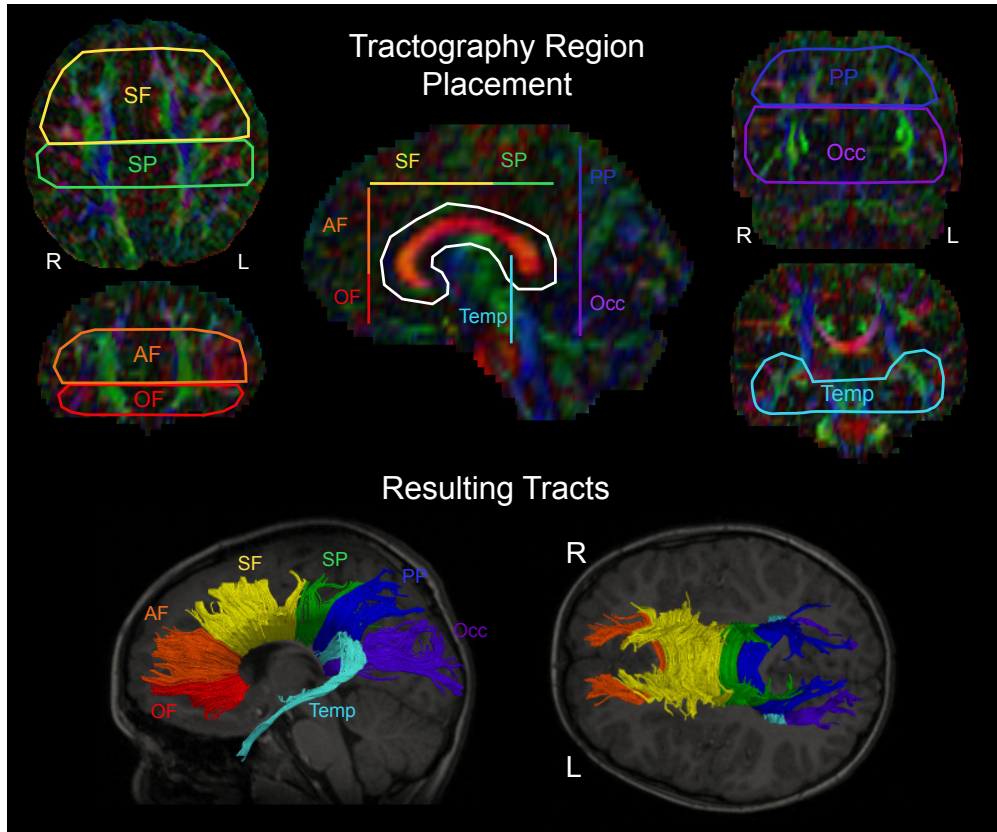 Tractography Region
Placement
SF
SP
R
L
AF
OF
SF
SP
PP
AF
OF
Temp
Occ
PP
Occ
R
L
Temp
Resulting Tracts
SF
SP
PP
AF
Occ
OF
Temp
R
L